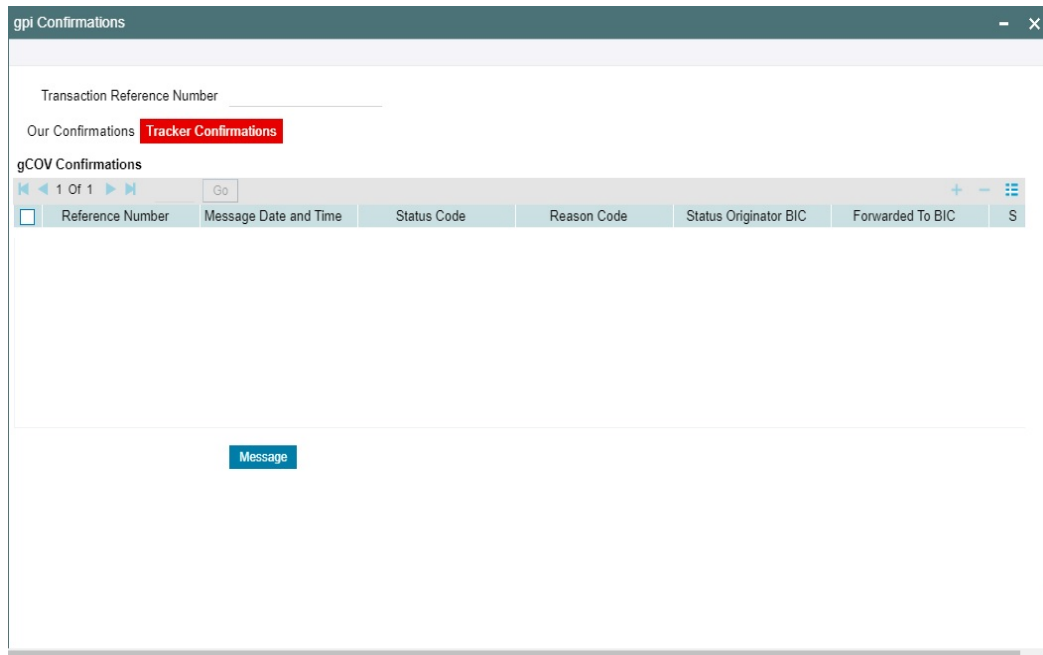 gpi Confirmations
Transaction Reference Number
Our Confirmations Tracker Confirmations
gCOV Confirmations
1 Of 1 Go
Reference Number Message Date and Time Status Code Reason Code Status Originator BIC Forwarded To BIC S
Message